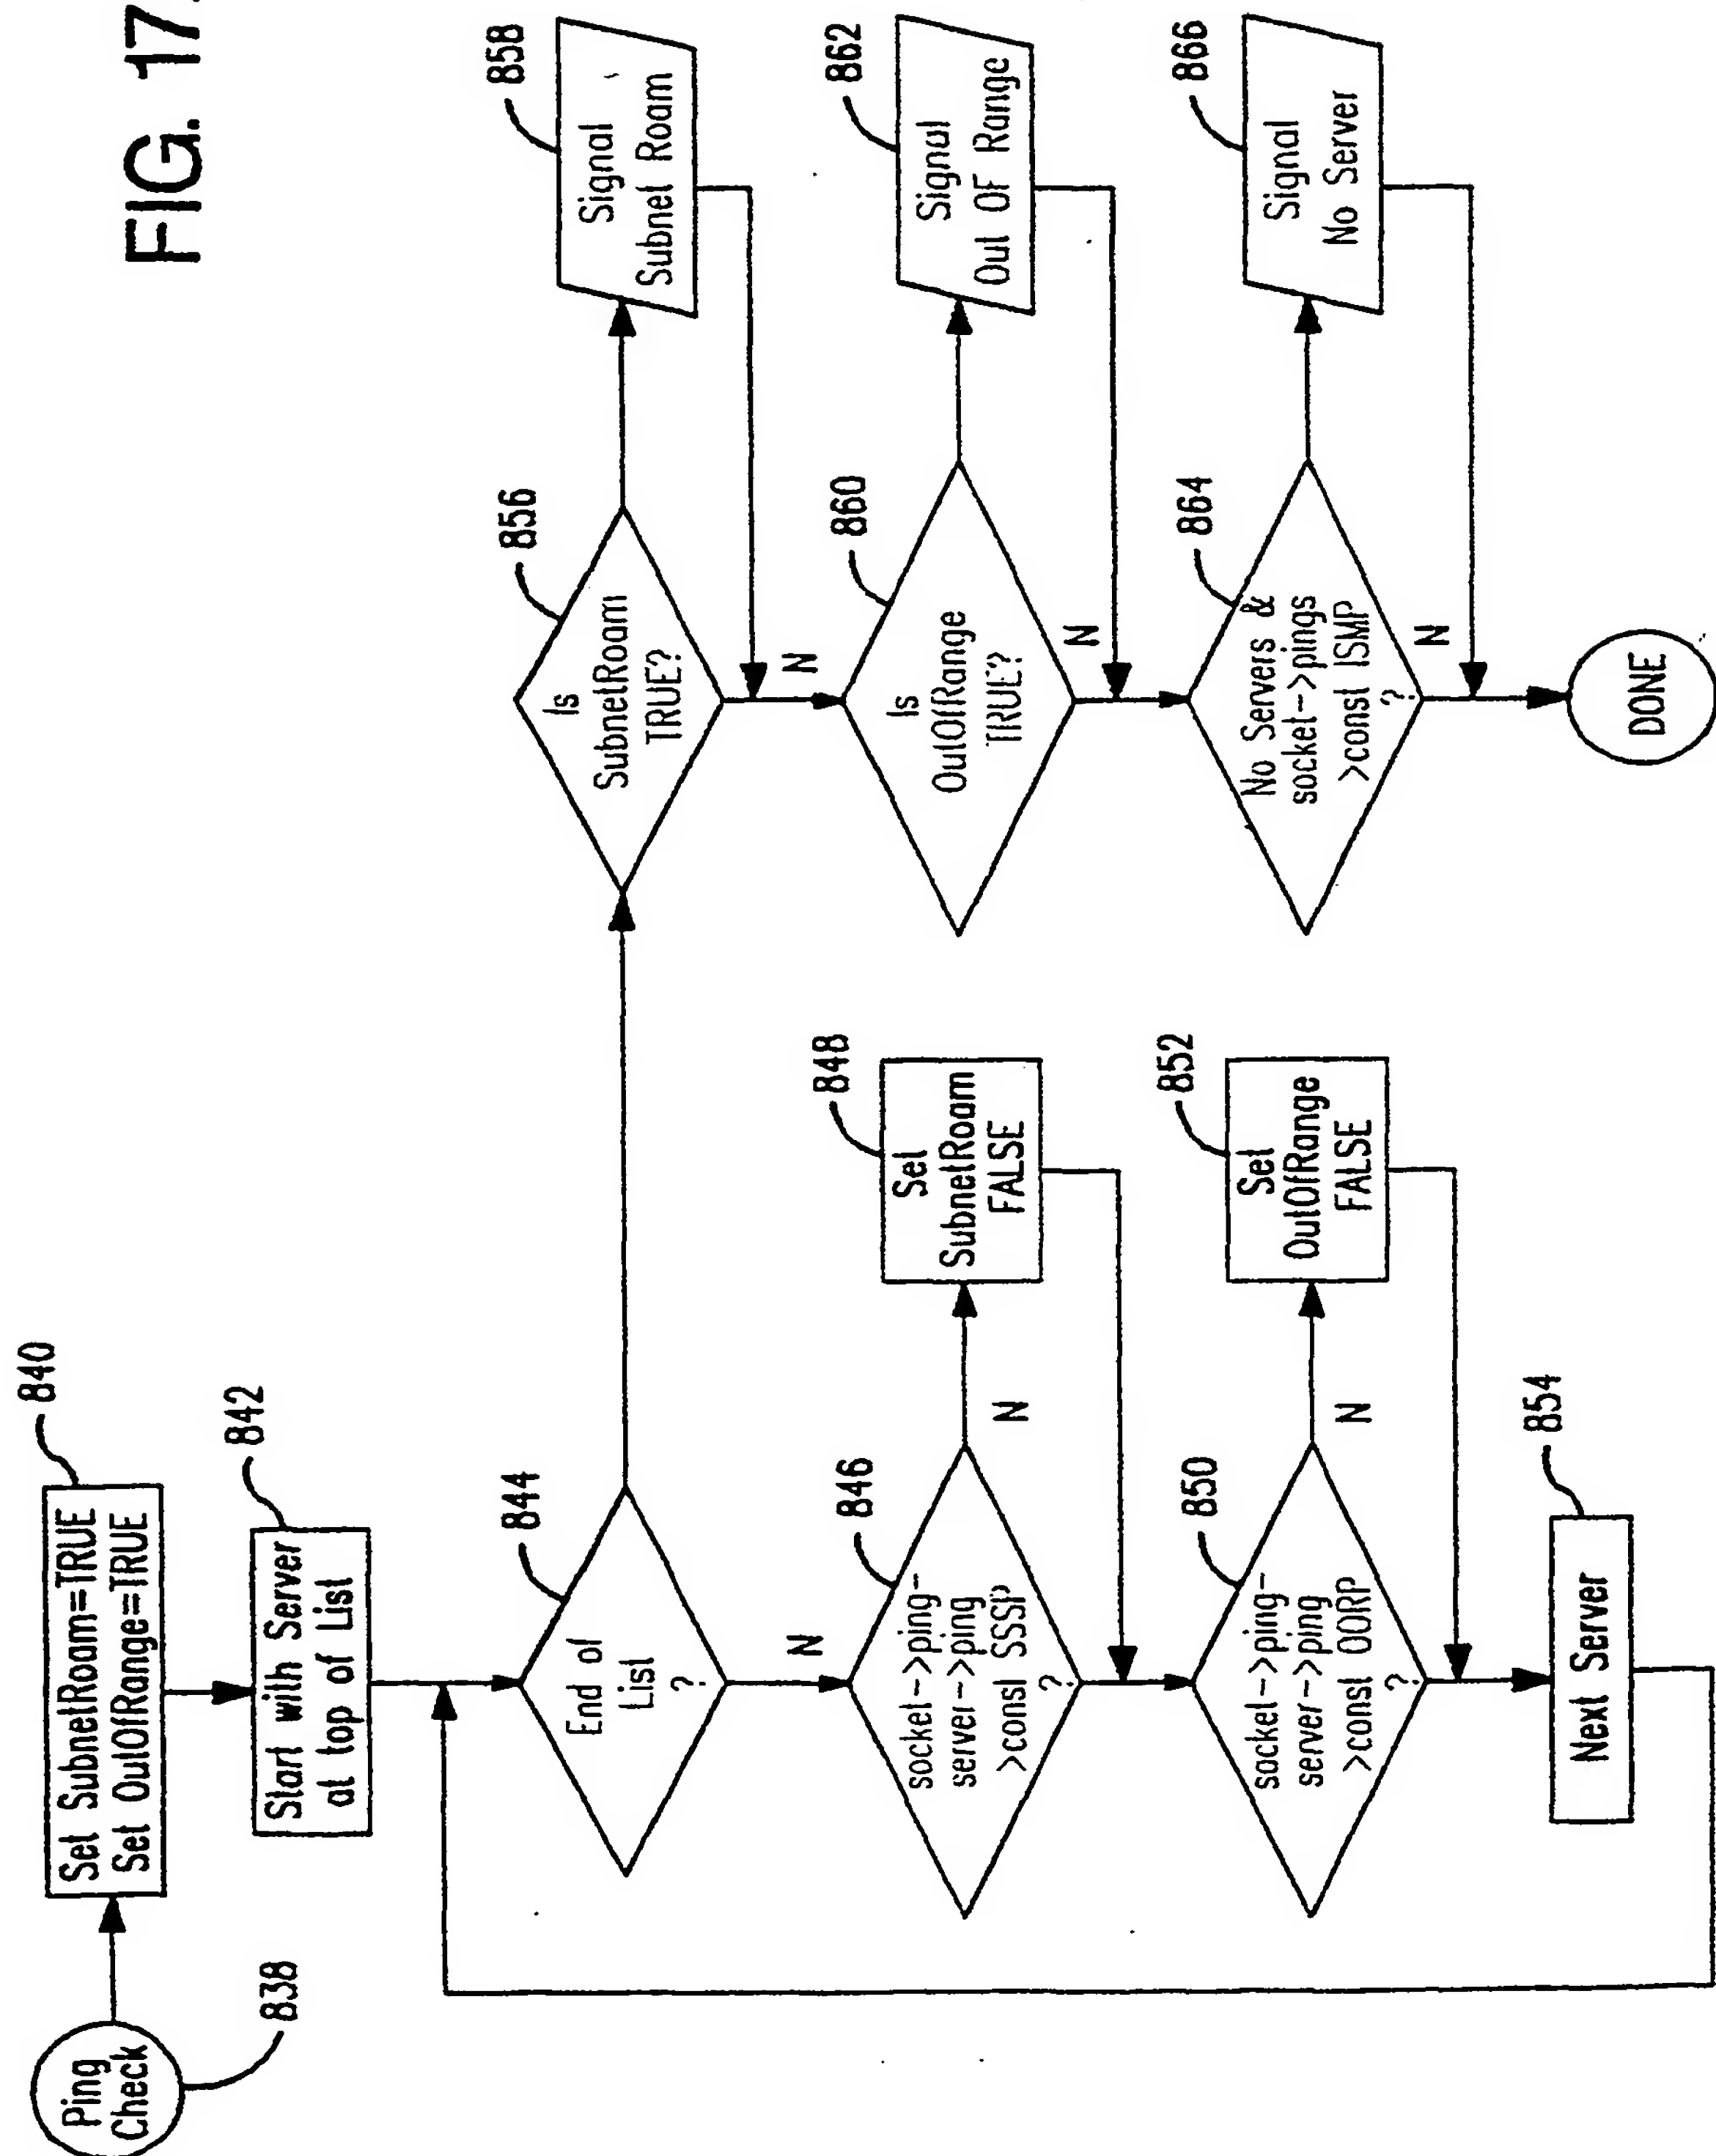 FIG. 17
Ping
Check
838
Set SubnetRoam=TRUE
Set OutOfRange=TRUE
840
Start with Server
at top of List
842
End of
List
?
844
N
socket->ping-
server->ping
>const SSSP
?
846
N
Set
SubnetRoam
FALSE
848
socket->ping-
server->ping
>const OORP
?
850
N
Set
OutOfRange
FALSE
852
Next Server
854
Is
SubnetRoam
TRUE?
856
Signal
Subnet Roam
858
N
Is
OutOfRange
TRUE?
860
Signal
Out OF Range
862
N
No Servers &
socket->pings
>const ISMP
?
864
Signal
No Server
866
N
DONE